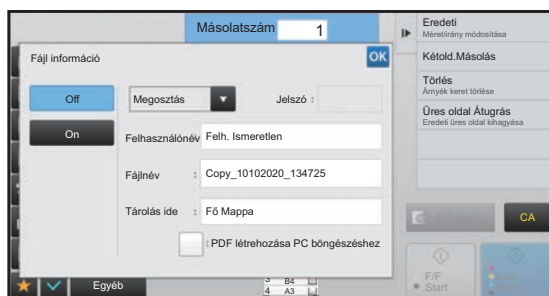 Másolatszám 1
Fájl információ
OK
Off
On
Megosztás
Jelszó :
Felhasználónév Felh. Ismeretlen
Fájlnév : Copy_10102020_134725
Tárolás ide : Fő Mappa
: PDF létrehozása PC böngészéshez
Egyéb
3 B4
4 A3
Eredeti
Méret/irány módosítása
Kétold.Másolás
Törlés
Árnyék keret törlése
Üres oldal Átugrás
Eredeti üres oldal kihagyása
CA
F/F
Start